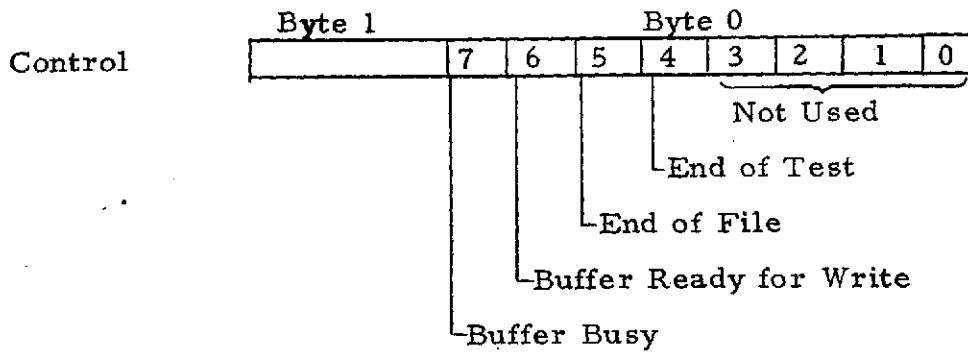 Byte 1 Byte 0
Control 7 6 5 4 3 2 1 0
Not Used
End of Test
End of File
Buffer Ready for Write
Buffer Busy